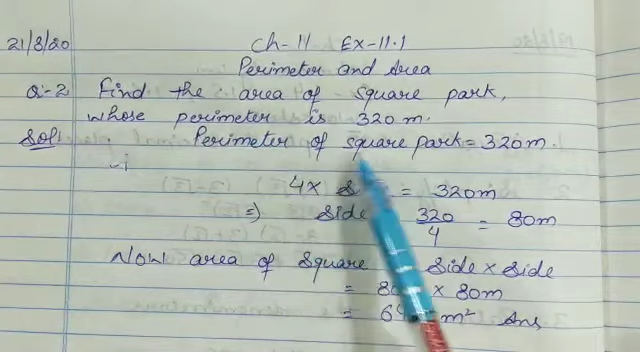 21/8/20 Ch-11 Ex-11.1
Perimeter and Area
Q-2 Find the area of square park,
whose perimeter is 320 m.
Sol: Perimeter of square park = 320m.
4 × = 320m
⇒ Side 320/4 = 80m
Now area of square Side × Side
= 80 × 80m
= m² Ans